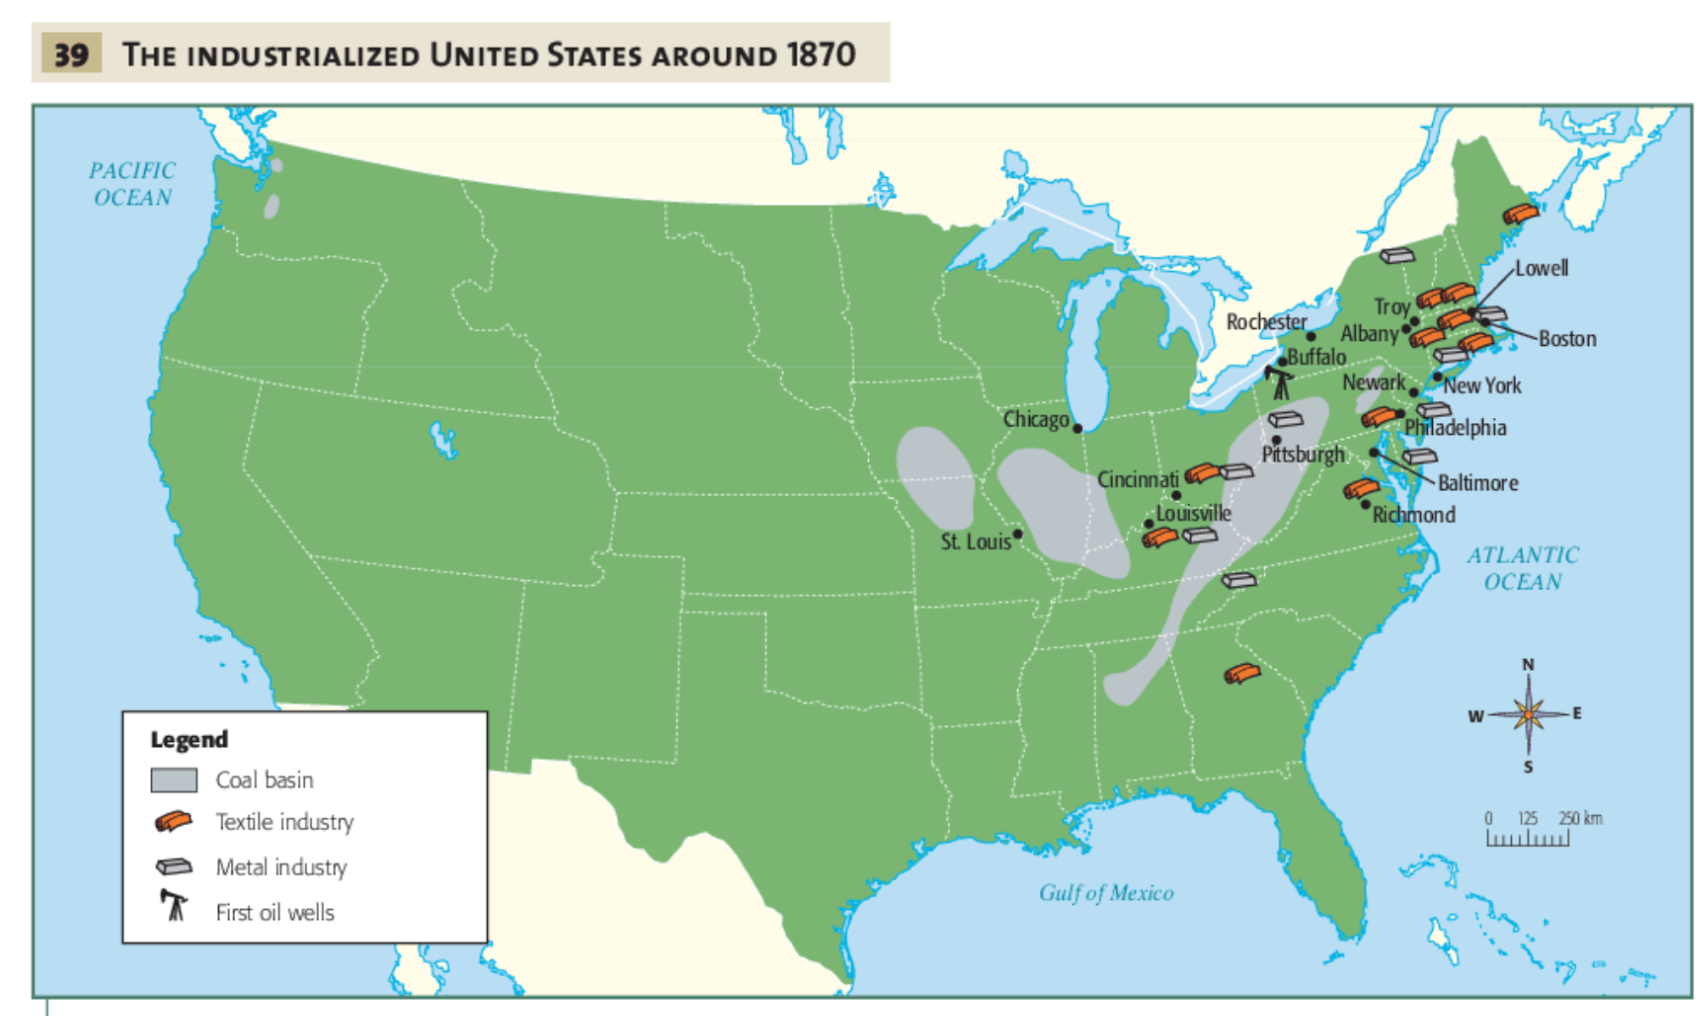 39 THE INDUSTRIALIZED UNITED STATES AROUND 1870
PACIFIC
OCEAN
Lowell
Troy
Rochester
Albany
Boston
Buffalo
Newark
New York
Chicago
Philadelphia
Pittsburgh
Cincinnati
Baltimore
Louisville
Richmond
St. Louis
ATLANTIC
OCEAN
N
W
E
S
Legend
Coal basin
Textile industry
Metal industry
First oil wells
0 125 250 km
Gulf of Mexico